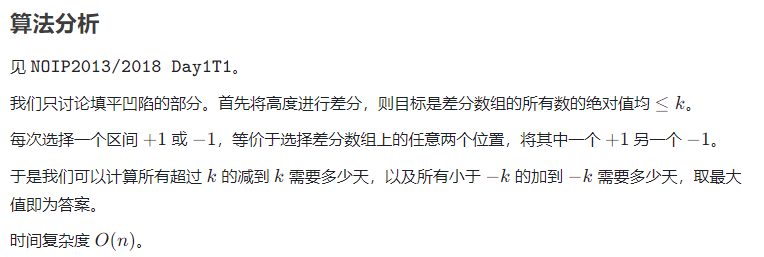 算法分析
见 NOIP2013/2018 Day1T1。
我们只讨论填平凹陷的部分。首先将高度进行差分，则目标是差分数组的所有数的绝对值均 ≤ k。
每次选择一个区间 +1 或 −1，等价于选择差分数组上的任意两个位置，将其中一个 +1 另一个 −1。
于是我们可以计算所有超过 k 的减到 k 需要多少天，以及所有小于 −k 的加到 −k 需要多少天，取最大
值即为答案。
时间复杂度 O(n)。